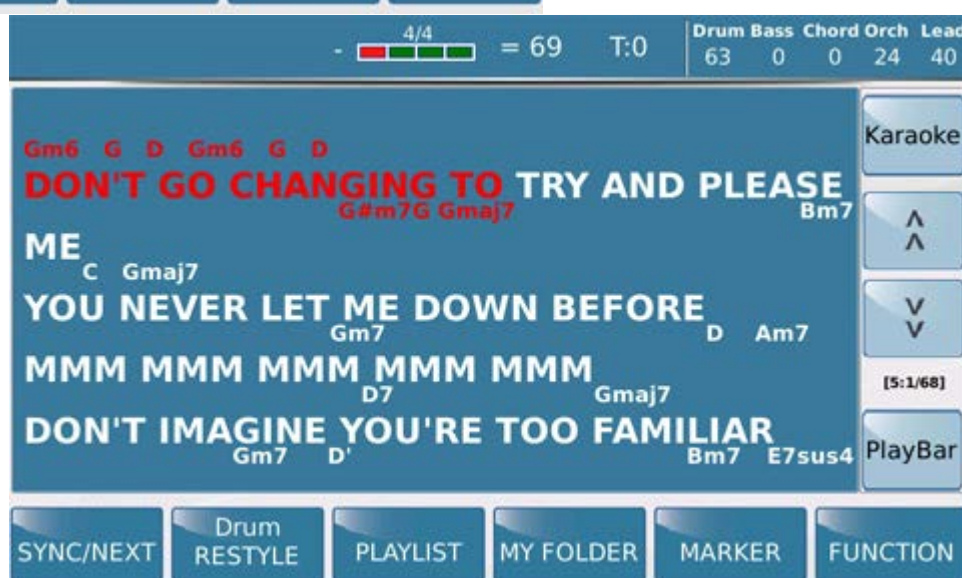 4/4
- = 69 T:0
Drum Bass Chord Orch Lead
63 0 0 24 40
Karaoke
Gm6 G D Gm6 G D
DON'T GO CHANGING TO TRY AND PLEASE
G#m7G Gmaj7 Bm7
ME
C Gmaj7
YOU NEVER LET ME DOWN BEFORE
Gm7 D Am7
MMM MMM MMM MMM MMM
D7 Gmaj7
[5:1/68]
DON'T IMAGINE YOU'RE TOO FAMILIAR
Gm7 D' Bm7 E7sus4
PlayBar
SYNC/NEXT
Drum
RESTYLE
PLAYLIST
MY FOLDER
MARKER
FUNCTION